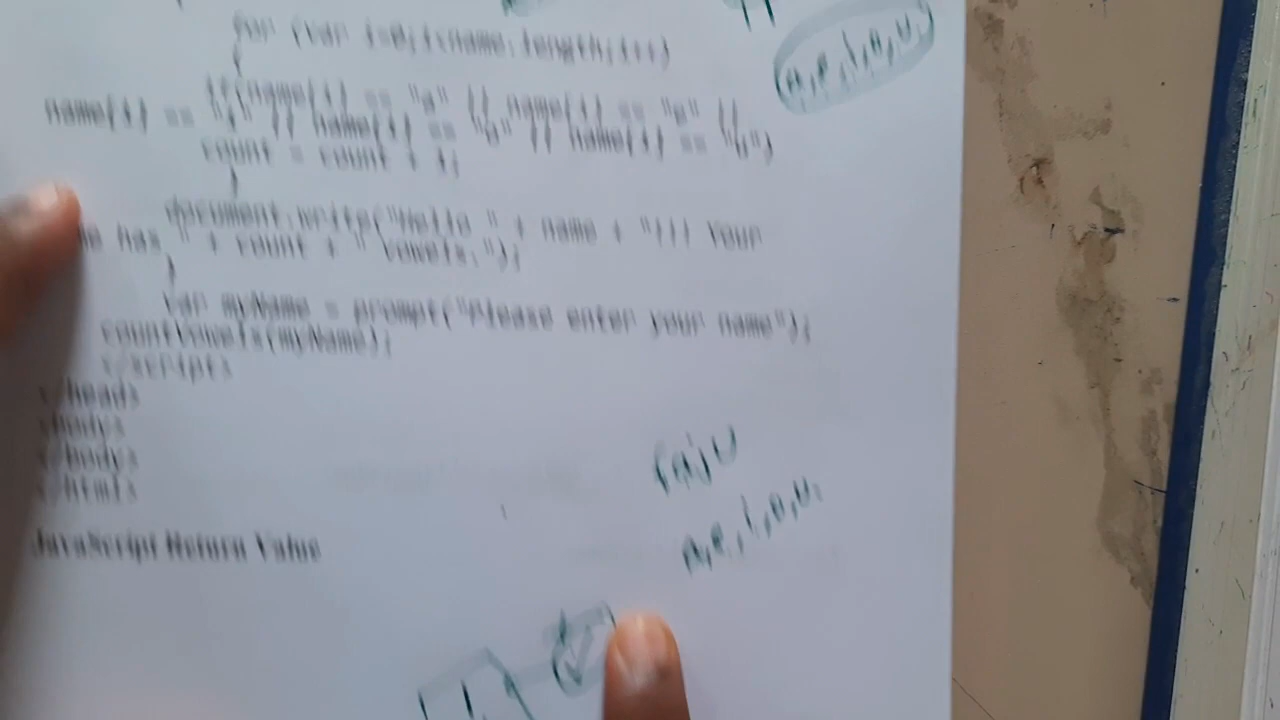 for (var i=0;i<name.length;i++)
{
if(name[i] == "a" || name[i] == "e" ||
name[i] == "i" || name[i] == "o" || name[i] == "u")
count = count + 1;
}
document.write("Hello " + name + "!!! Your
has " + count + " vowels.");
}
var myName = prompt("Please enter your name");
countVowels(myName);
</script>
</head>
<body>
</body>
</html>
JavaScript Return Value
a,e,i,o,u